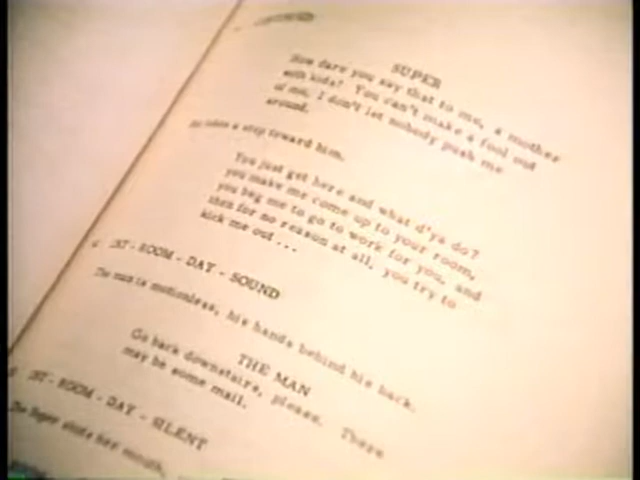 SUPER
How dare you say that to me, a mother
with kids? You can't make a fool out
of me, I don't let nobody push me
around.
takes a step toward him.
You just get here and what d'ya do?
you make me come up to your room,
you beg me to go to work for you, and
then for no reason at all, you try to
kick me out ...
INT - ROOM - DAY - SOUND
The man is motionless, his hands behind his back.
THE MAN
Go back downstairs, please. There
may be some mail.
INT - ROOM - DAY - SILENT
The Super shuts her mouth,